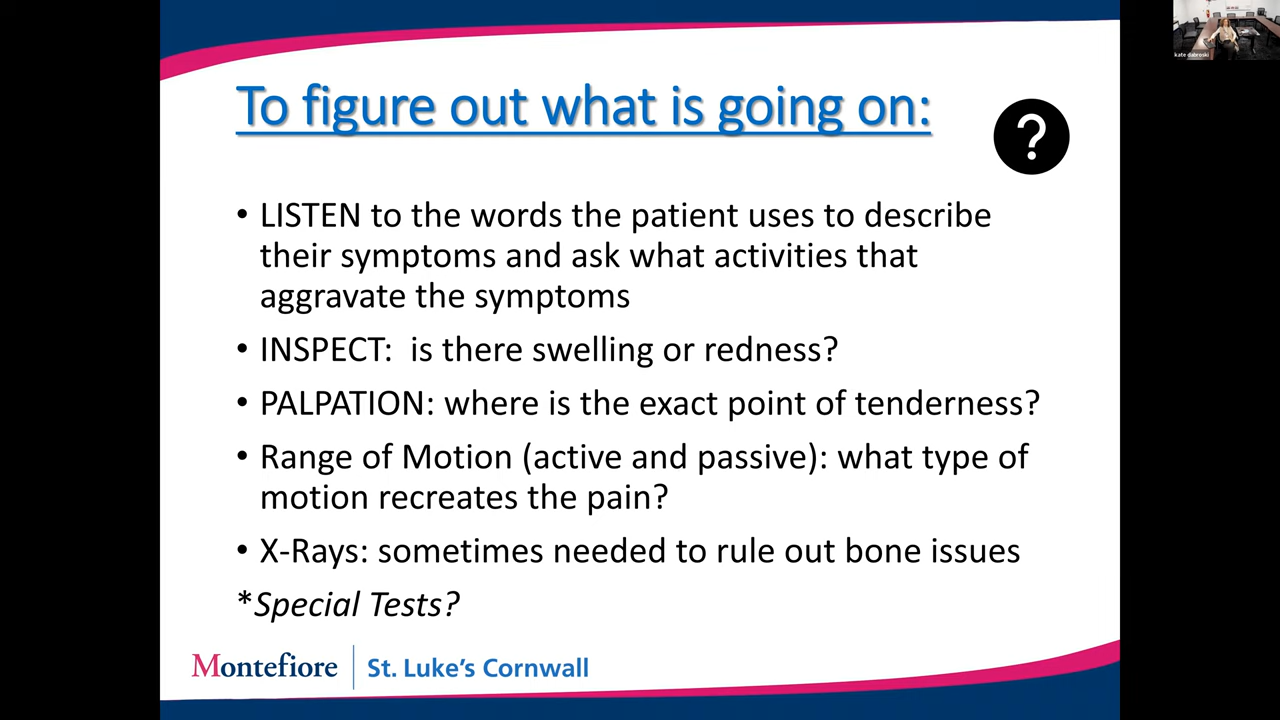 kate dabroski
To figure out what is going on:
?
• LISTEN to the words the patient uses to describe
their symptoms and ask what activities that
aggravate the symptoms
• INSPECT:  is there swelling or redness?
• PALPATION: where is the exact point of tenderness?
• Range of Motion (active and passive): what type of
motion recreates the pain?
• X-Rays: sometimes needed to rule out bone issues
*Special Tests?
Montefiore | St. Luke's Cornwall